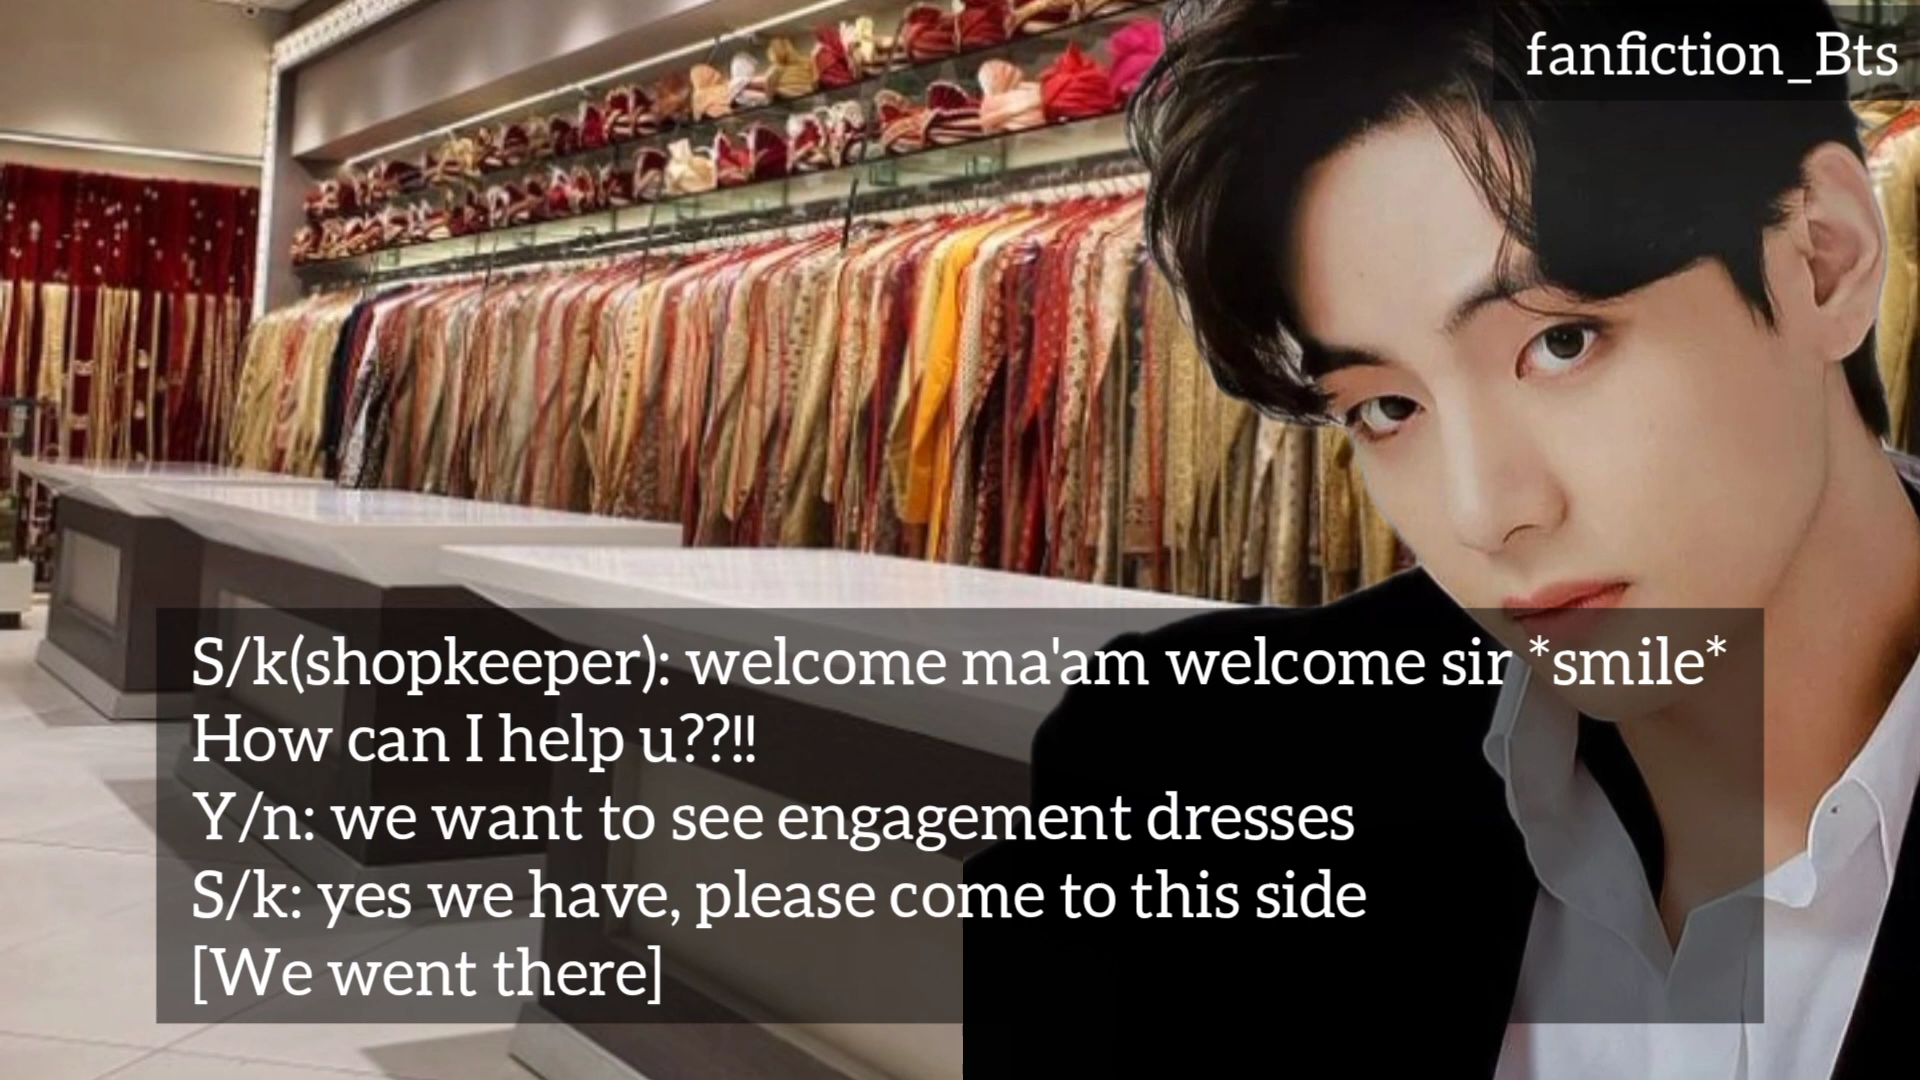 fanfiction_Bts
S/k(shopkeeper): welcome ma'am welcome sir *smile*
How can I help u??!!
Y/n: we want to see engagement dresses
S/k: yes we have, please come to this side
[We went there]